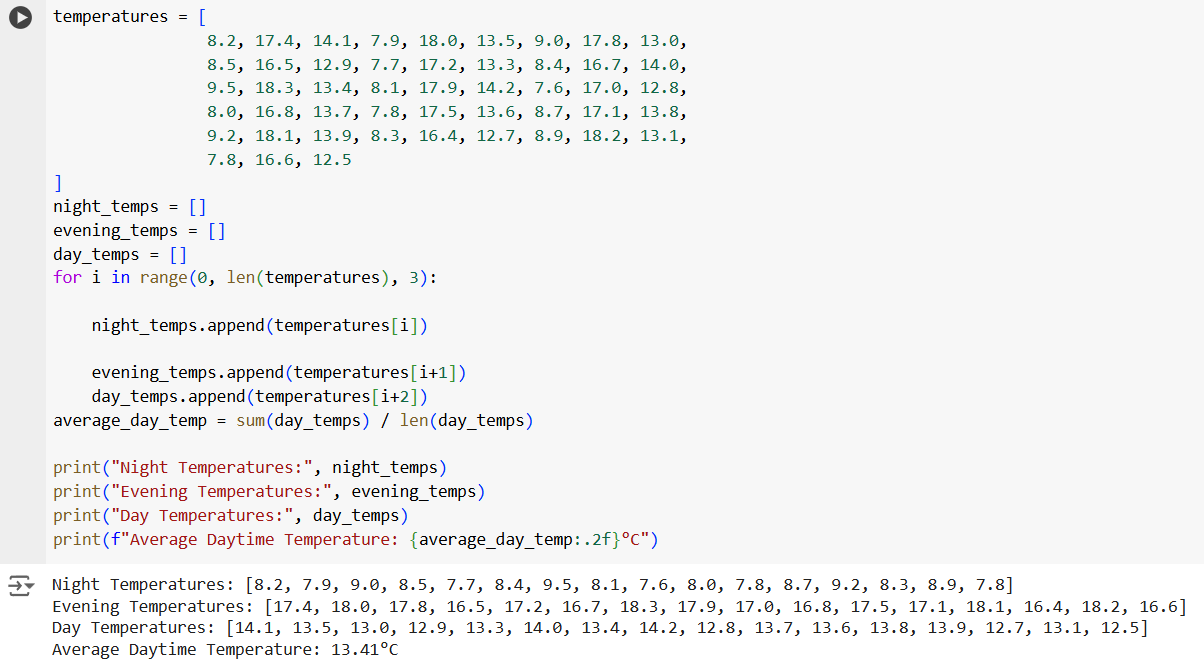 temperatures = [
8.2, 17.4, 14.1, 7.9, 18.0, 13.5, 9.0, 17.8, 13.0,
8.5, 16.5, 12.9, 7.7, 17.2, 13.3, 8.4, 16.7, 14.0,
9.5, 18.3, 13.4, 8.1, 17.9, 14.2, 7.6, 17.0, 12.8,
8.0, 16.8, 13.7, 7.8, 17.5, 13.6, 8.7, 17.1, 13.8,
9.2, 18.1, 13.9, 8.3, 16.4, 12.7, 8.9, 18.2, 13.1,
7.8, 16.6, 12.5
]
night_temps = []
evening_temps = []
day_temps = []
for i in range(0, len(temperatures), 3):
night_temps.append(temperatures[i])
evening_temps.append(temperatures[i+1])
day_temps.append(temperatures[i+2])
average_day_temp = sum(day_temps) / len(day_temps)
print("Night Temperatures:", night_temps)
print("Evening Temperatures:", evening_temps)
print("Day Temperatures:", day_temps)
print(f"Average Daytime Temperature: {average_day_temp:.2f}°C")
Night Temperatures: [8.2, 7.9, 9.0, 8.5, 7.7, 8.4, 9.5, 8.1, 7.6, 8.0, 7.8, 8.7, 9.2, 8.3, 8.9, 7.8]
Evening Temperatures: [17.4, 18.0, 17.8, 16.5, 17.2, 16.7, 18.3, 17.9, 17.0, 16.8, 17.5, 17.1, 18.1, 16.4, 18.2, 16.6]
Day Temperatures: [14.1, 13.5, 13.0, 12.9, 13.3, 14.0, 13.4, 14.2, 12.8, 13.7, 13.6, 13.8, 13.9, 12.7, 13.1, 12.5]
Average Daytime Temperature: 13.41°C